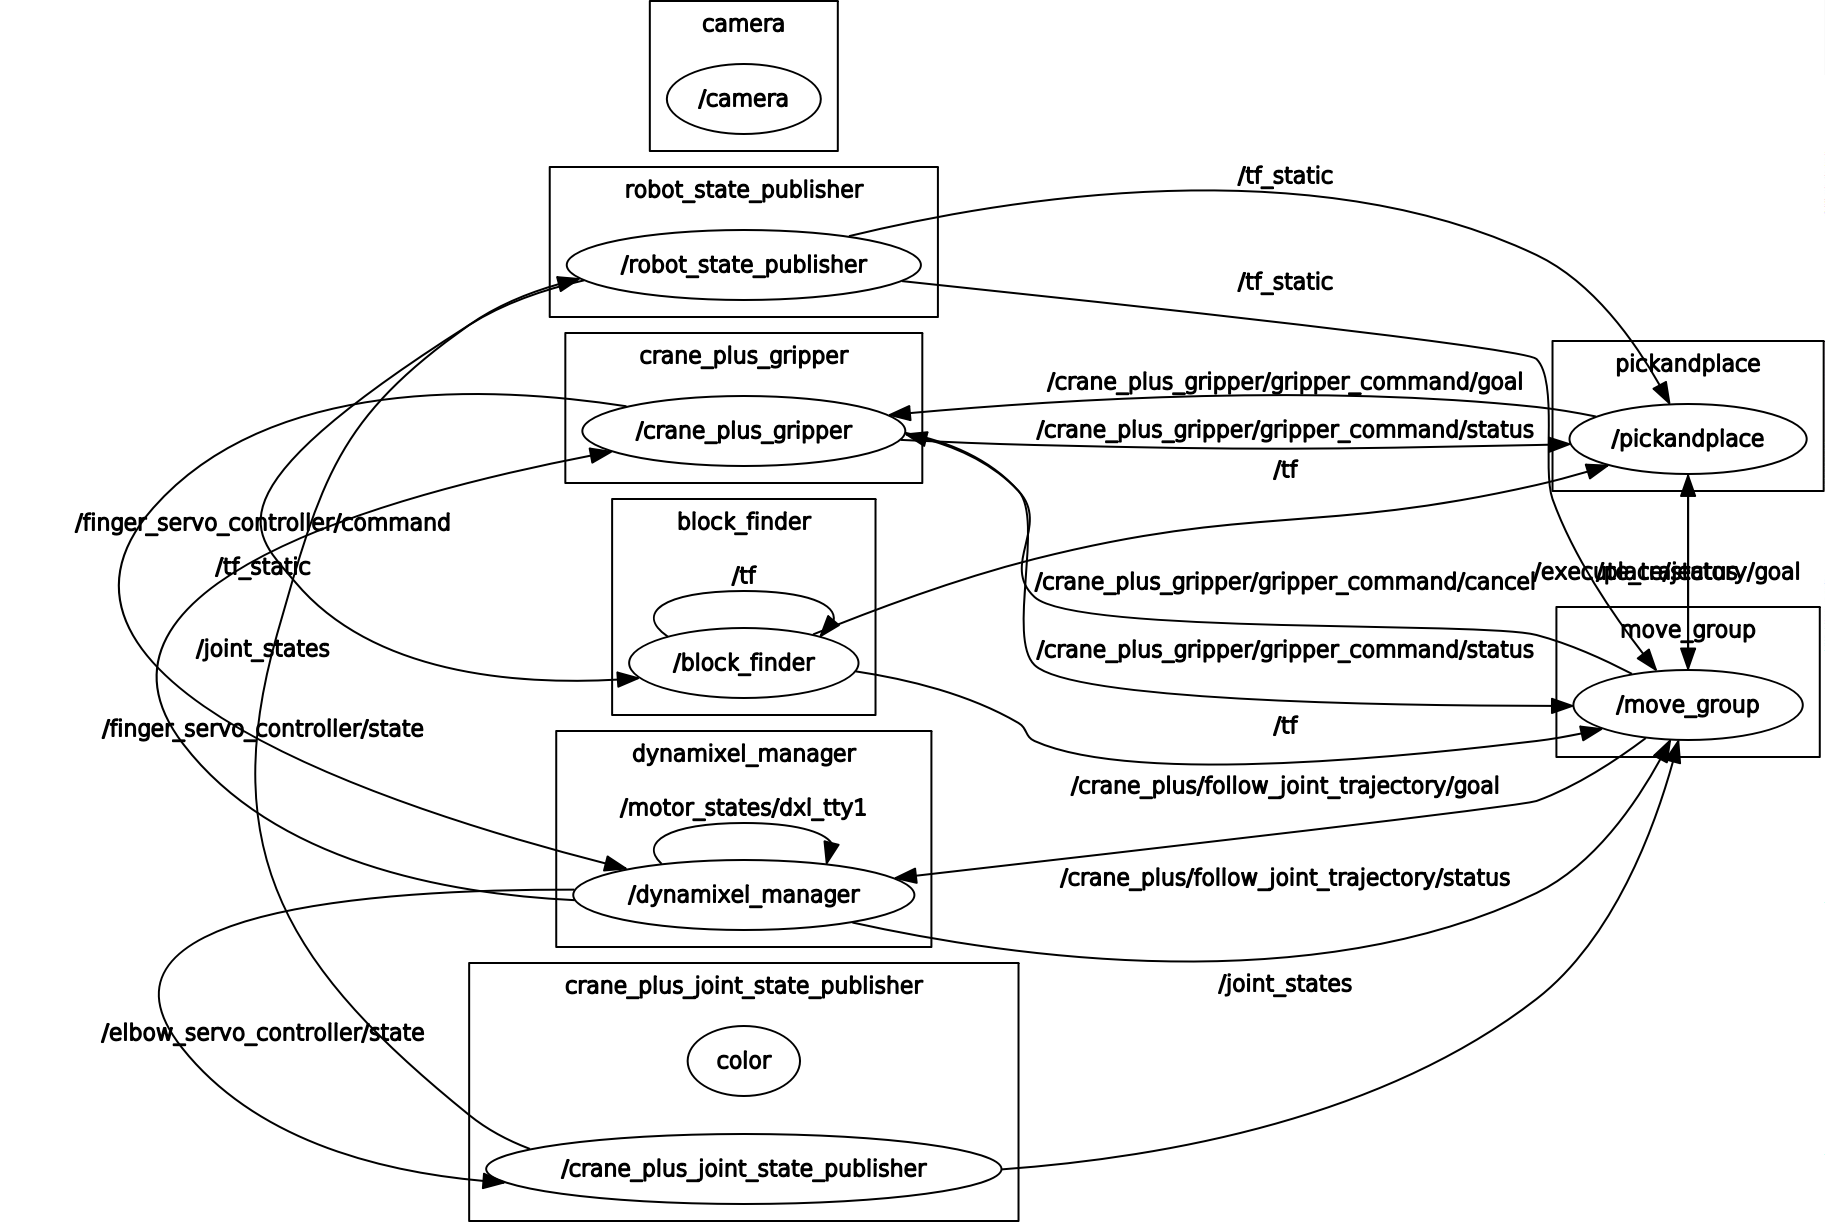 camera
/camera
robot_state_publisher
/robot_state_publisher
/tf_static
/tf_static
crane_plus_gripper
/crane_plus_gripper
/crane_plus_gripper/gripper_command/goal
/crane_plus_gripper/gripper_command/status
/tf
pickandplace
/pickandplace
block_finder
/tf
/block_finder
/finger_servo_controller/command
/tf_static
/joint_states
/finger_servo_controller/state
/crane_plus_gripper/gripper_command/cancel
/crane_plus_gripper/gripper_command/status
/tf
/execute_trajectory/goal
/place/status
move_group
/move_group
dynamixel_manager
/motor_states/dxl_tty1
/dynamixel_manager
/crane_plus/follow_joint_trajectory/goal
/crane_plus/follow_joint_trajectory/status
/joint_states
crane_plus_joint_state_publisher
color
/elbow_servo_controller/state
/crane_plus_joint_state_publisher